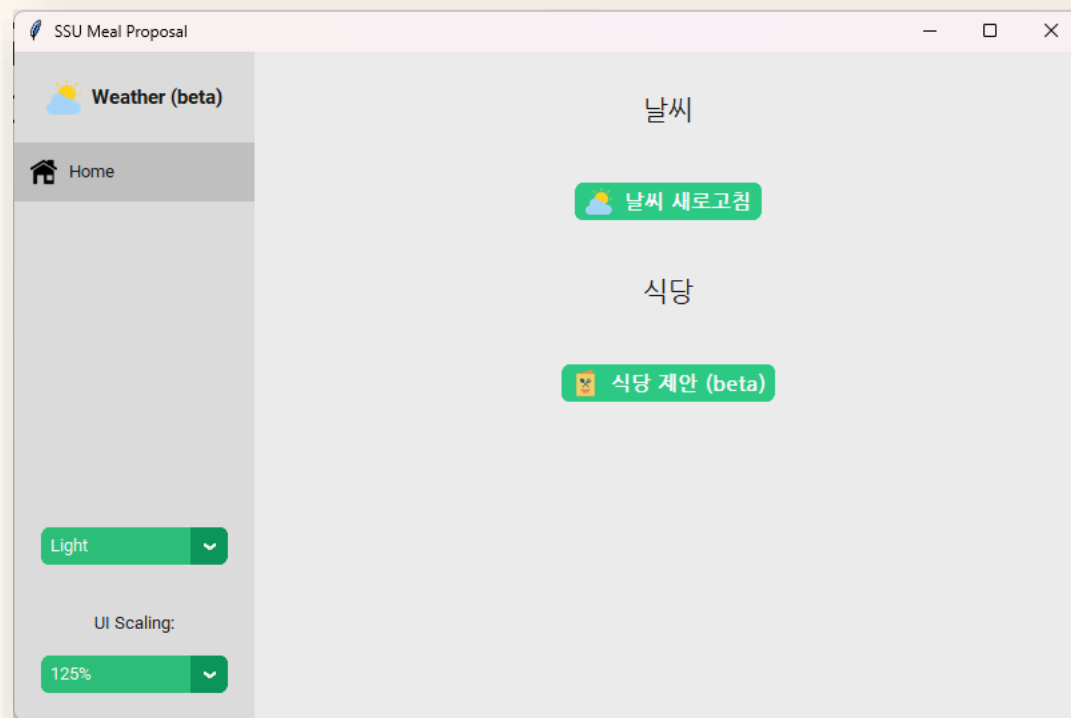 SSU Meal Proposal
Weather (beta)
Home
Light
UI Scaling:
125%
날씨
날씨 새로고침
식당
식당 제안 (beta)